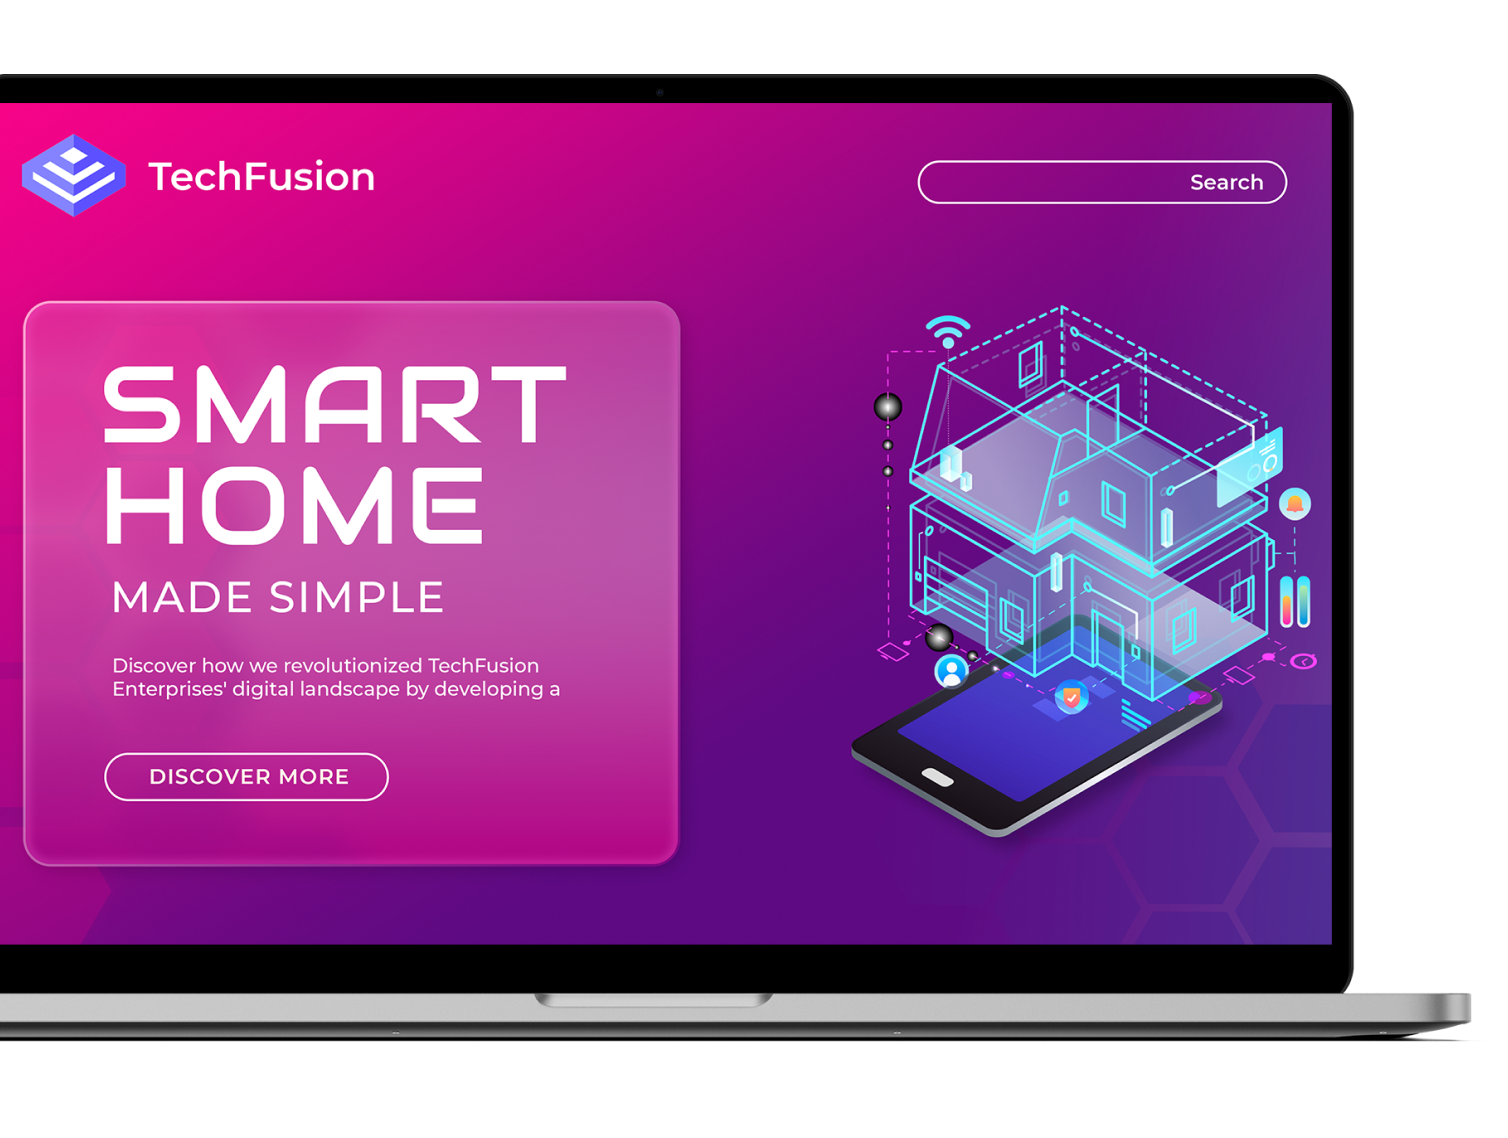 TechFusion
Search
SMART
HOME
MADE SIMPLE
Discover how we revolutionized TechFusion
Enterprises' digital landscape by developing a
DISCOVER MORE